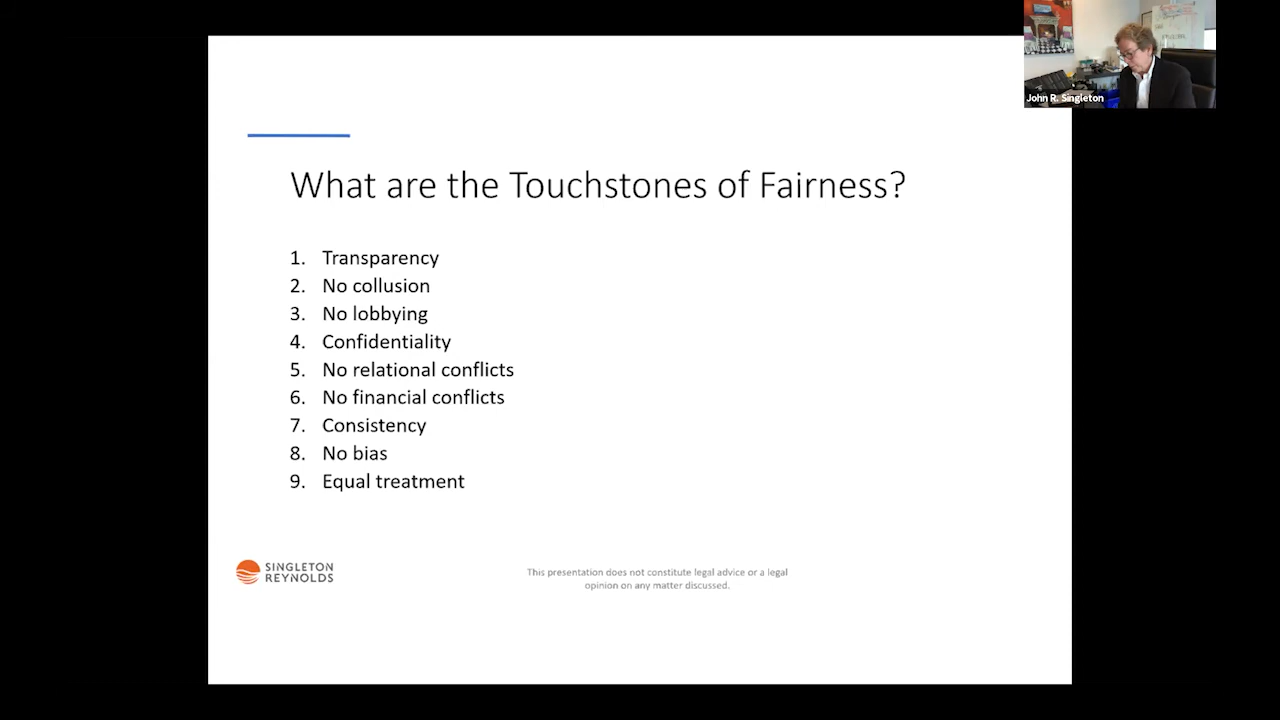 John R. Singleton
What are the Touchstones of Fairness?
1. Transparency
2. No collusion
3. No lobbying
4. Confidentiality
5. No relational conflicts
6. No financial conflicts
7. Consistency
8. No bias
9. Equal treatment
SINGLETON
REYNOLDS
This presentation does not constitute legal advice or a legal
opinion on any matter discussed.